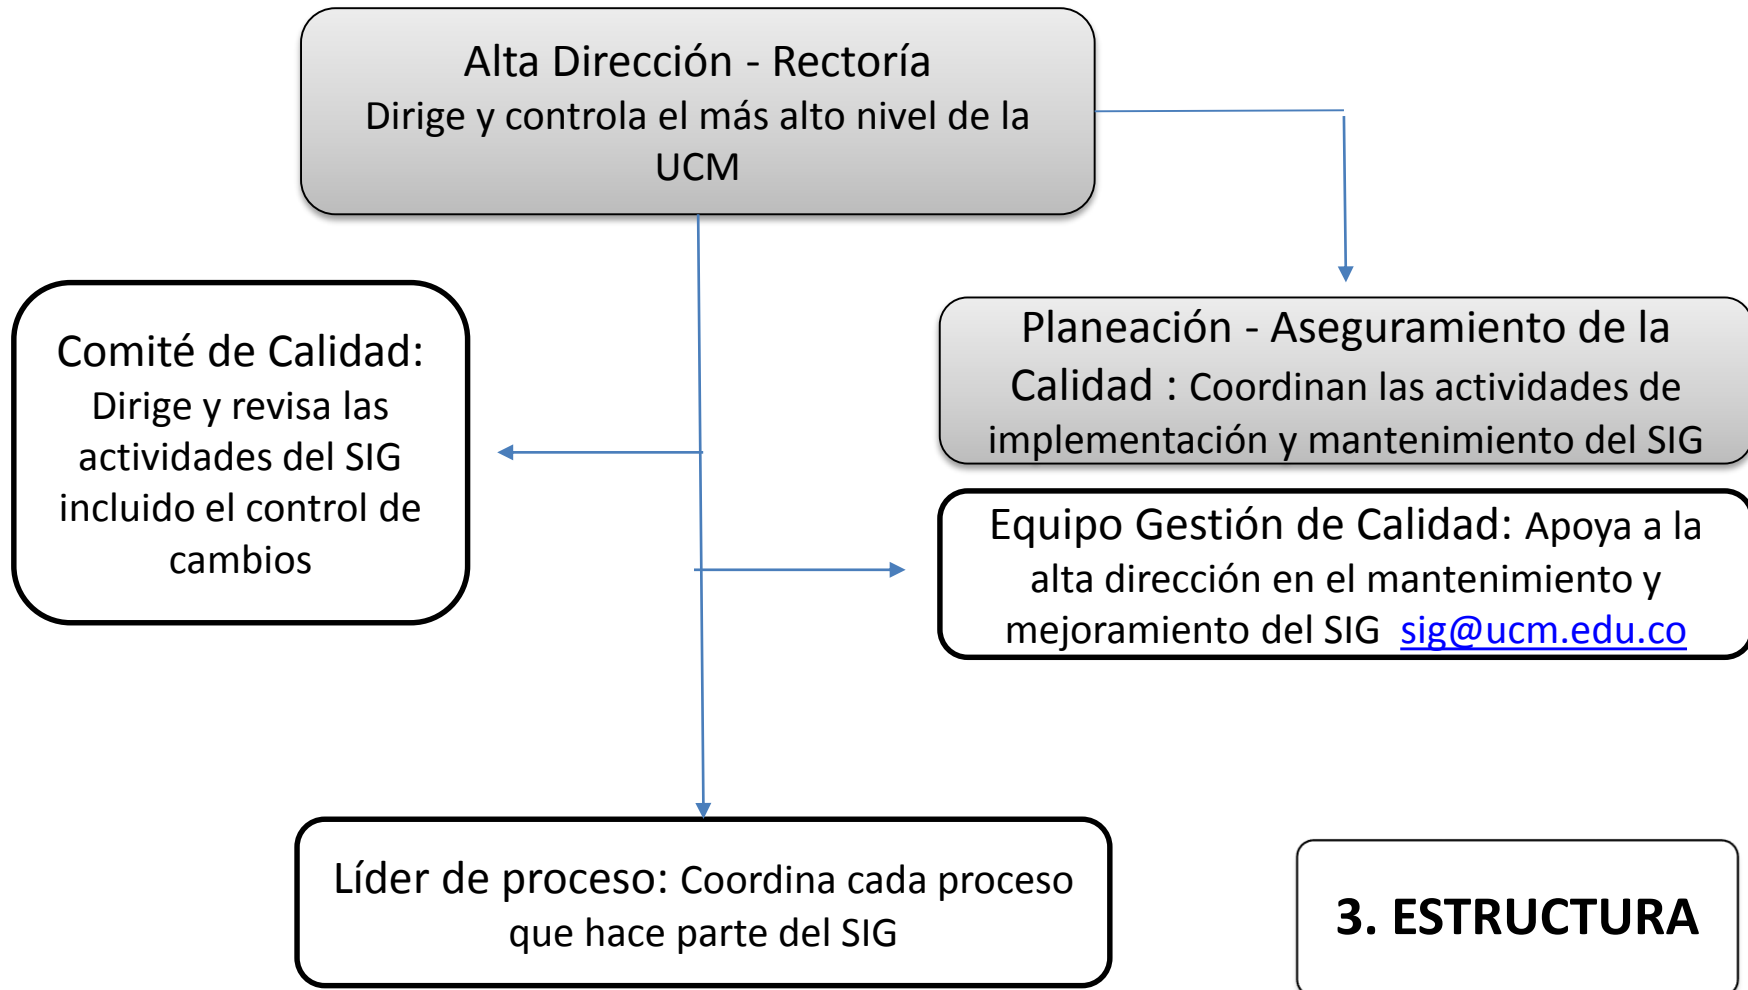 Alta Dirección - Rectoría
Dirige y controla el más alto nivel de la
UCM
Comité de Calidad:
Dirige y revisa las
actividades del SIG
incluido el control de
cambios
Planeación - Aseguramiento de la
Calidad : Coordinan las actividades de
implementación y mantenimiento del SIG
Equipo Gestión de Calidad: Apoya a la
alta dirección en el mantenimiento y
mejoramiento del SIG sig@ucm.edu.co
Líder de proceso: Coordina cada proceso
que hace parte del SIG
3. ESTRUCTURA